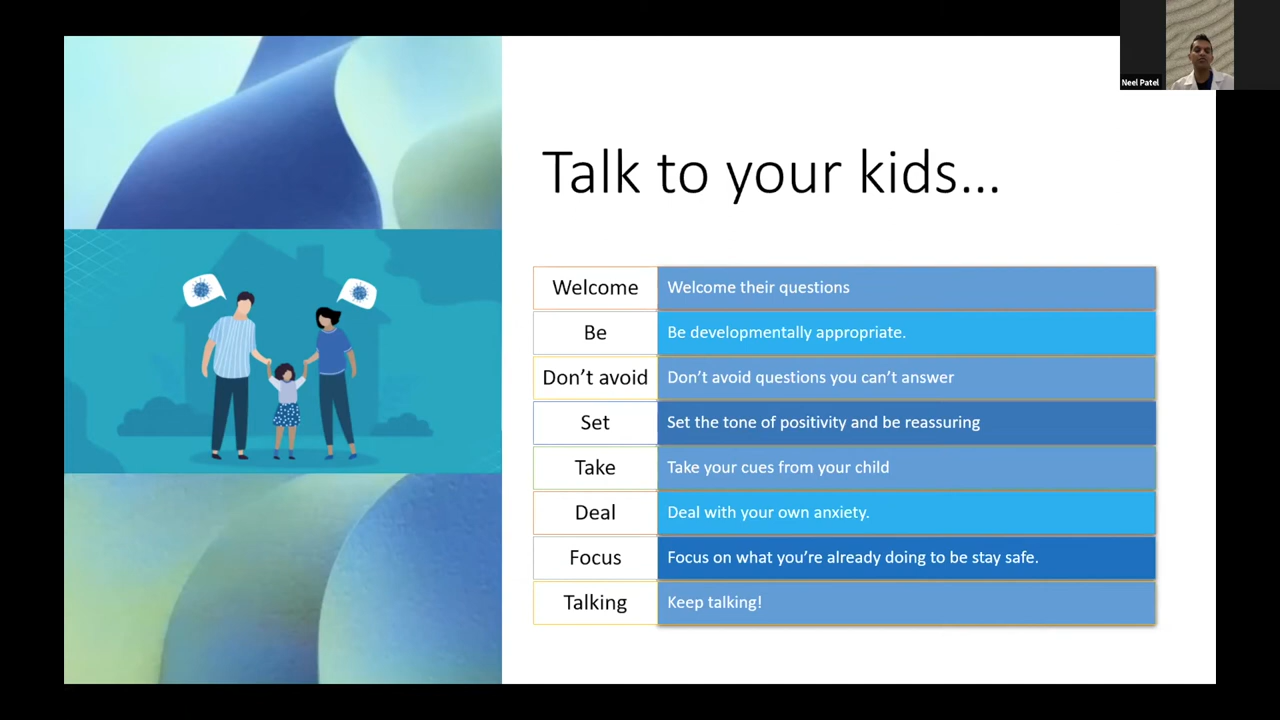 Neel Patel
Talk to your kids...
Welcome Welcome their questions
Be Be developmentally appropriate.
Don't avoid Don't avoid questions you can't answer
Set Set the tone of positivity and be reassuring
Take Take your cues from your child
Deal Deal with your own anxiety.
Focus Focus on what you're already doing to be stay safe.
Talking Keep talking!